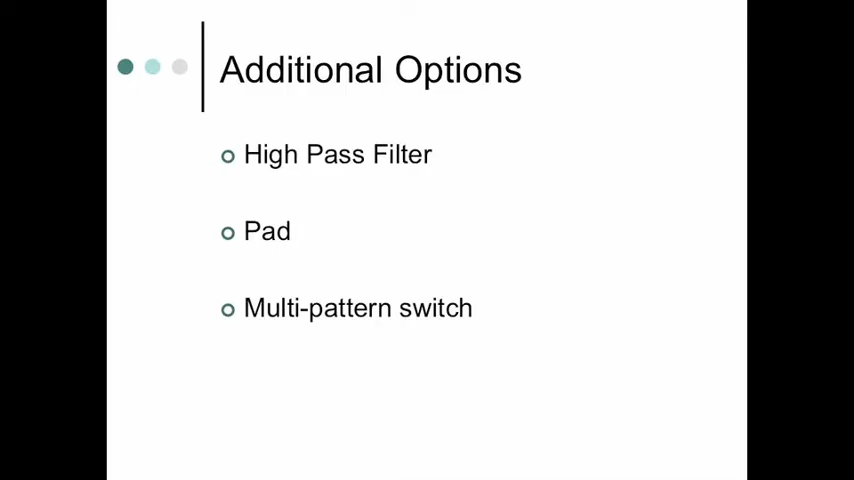 Additional Options
High Pass Filter
Pad
Multi-pattern switch